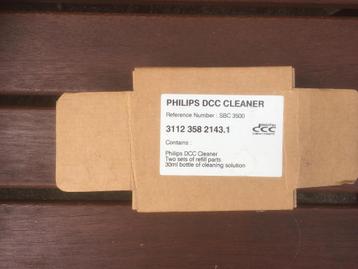 PHILIPS DCC CLEANER
Reference Number : SBC 3500
3112 358 2143.1
Contains :
Philips DCC Cleaner
Two sets of refill parts
30ml bottle of cleaning solution